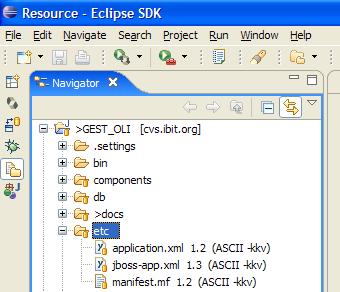 Resource - Eclipse SDK
File Edit Navigate Search Project Run Window Help
Navigator
>GEST_OLI [cvs.ibit.org]
.settings
bin
components
db
>docs
etc
application.xml 1.2 (ASCII -kkv)
jboss-app.xml 1.3 (ASCII -kkv)
manifest.mf 1.2 (ASCII -kkv)